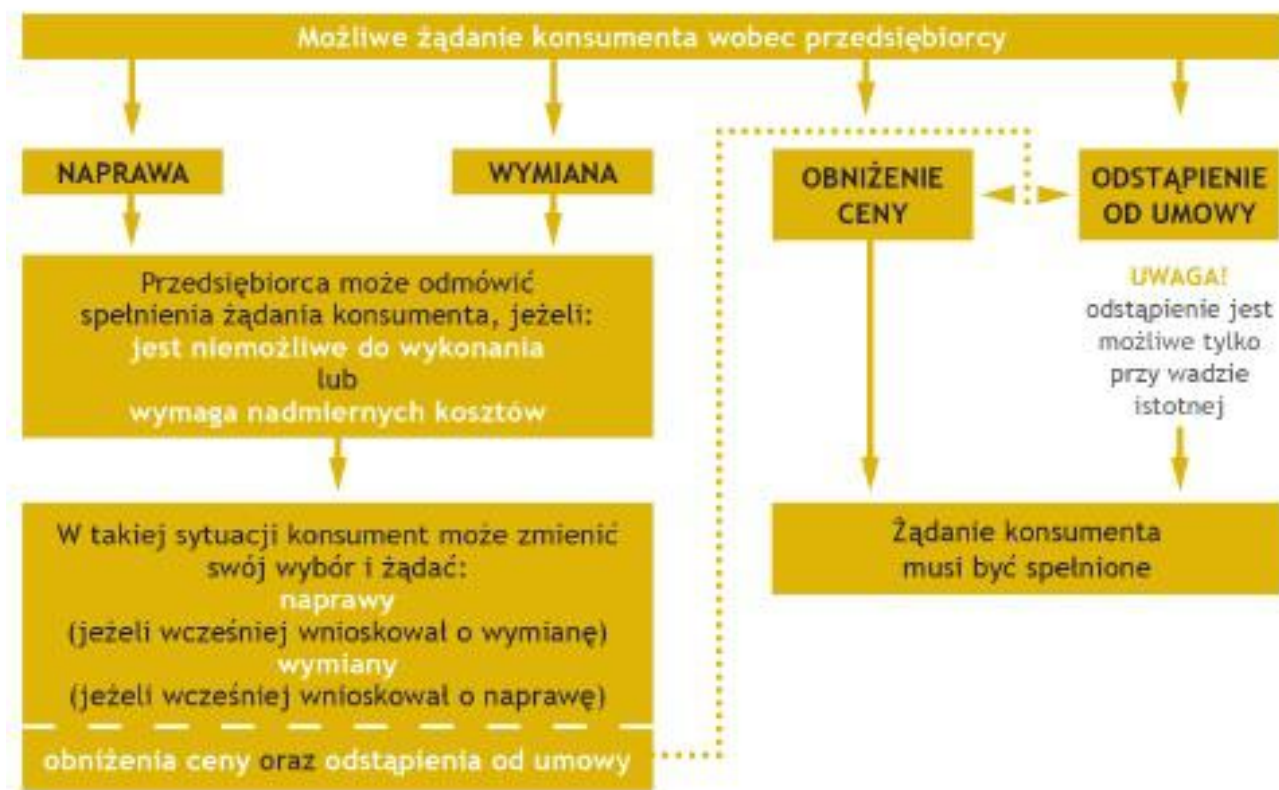 Możliwe żądanie konsumenta wobec przedsiębiorcy
NAPRAWA
WYMIANA
OBNIŻENIE
CENY
ODSTĄPIENIE
OD UMOWY
Przedsiębiorca może odmówić
spełnienia żądania konsumenta, jeżeli:
jest niemożliwe do wykonania
lub
wymaga nadmiernych kosztów
UWAGA!
odstąpienie jest
możliwe tylko
przy wadzie
istotnej
W takiej sytuacji konsument może zmienić
swój wybór i żądać:
naprawy
(jeżeli wcześniej wnioskował o wymianę)
wymiany
(jeżeli wcześniej wnioskował o naprawę)
obniżenia ceny oraz odstąpienia od umowy
Żądanie konsumenta
musi być spełnione